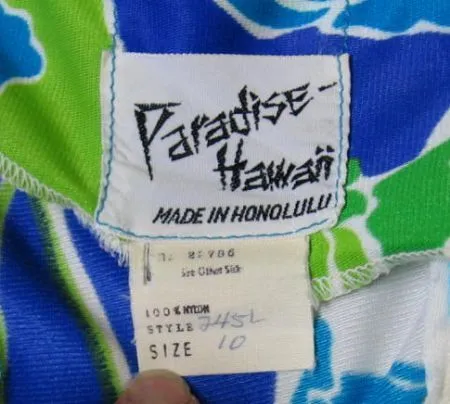 Paradise-
Hawaii
MADE IN HONOLULU
See Other Side
100% NYLON
STYLE 245L
SIZE 10